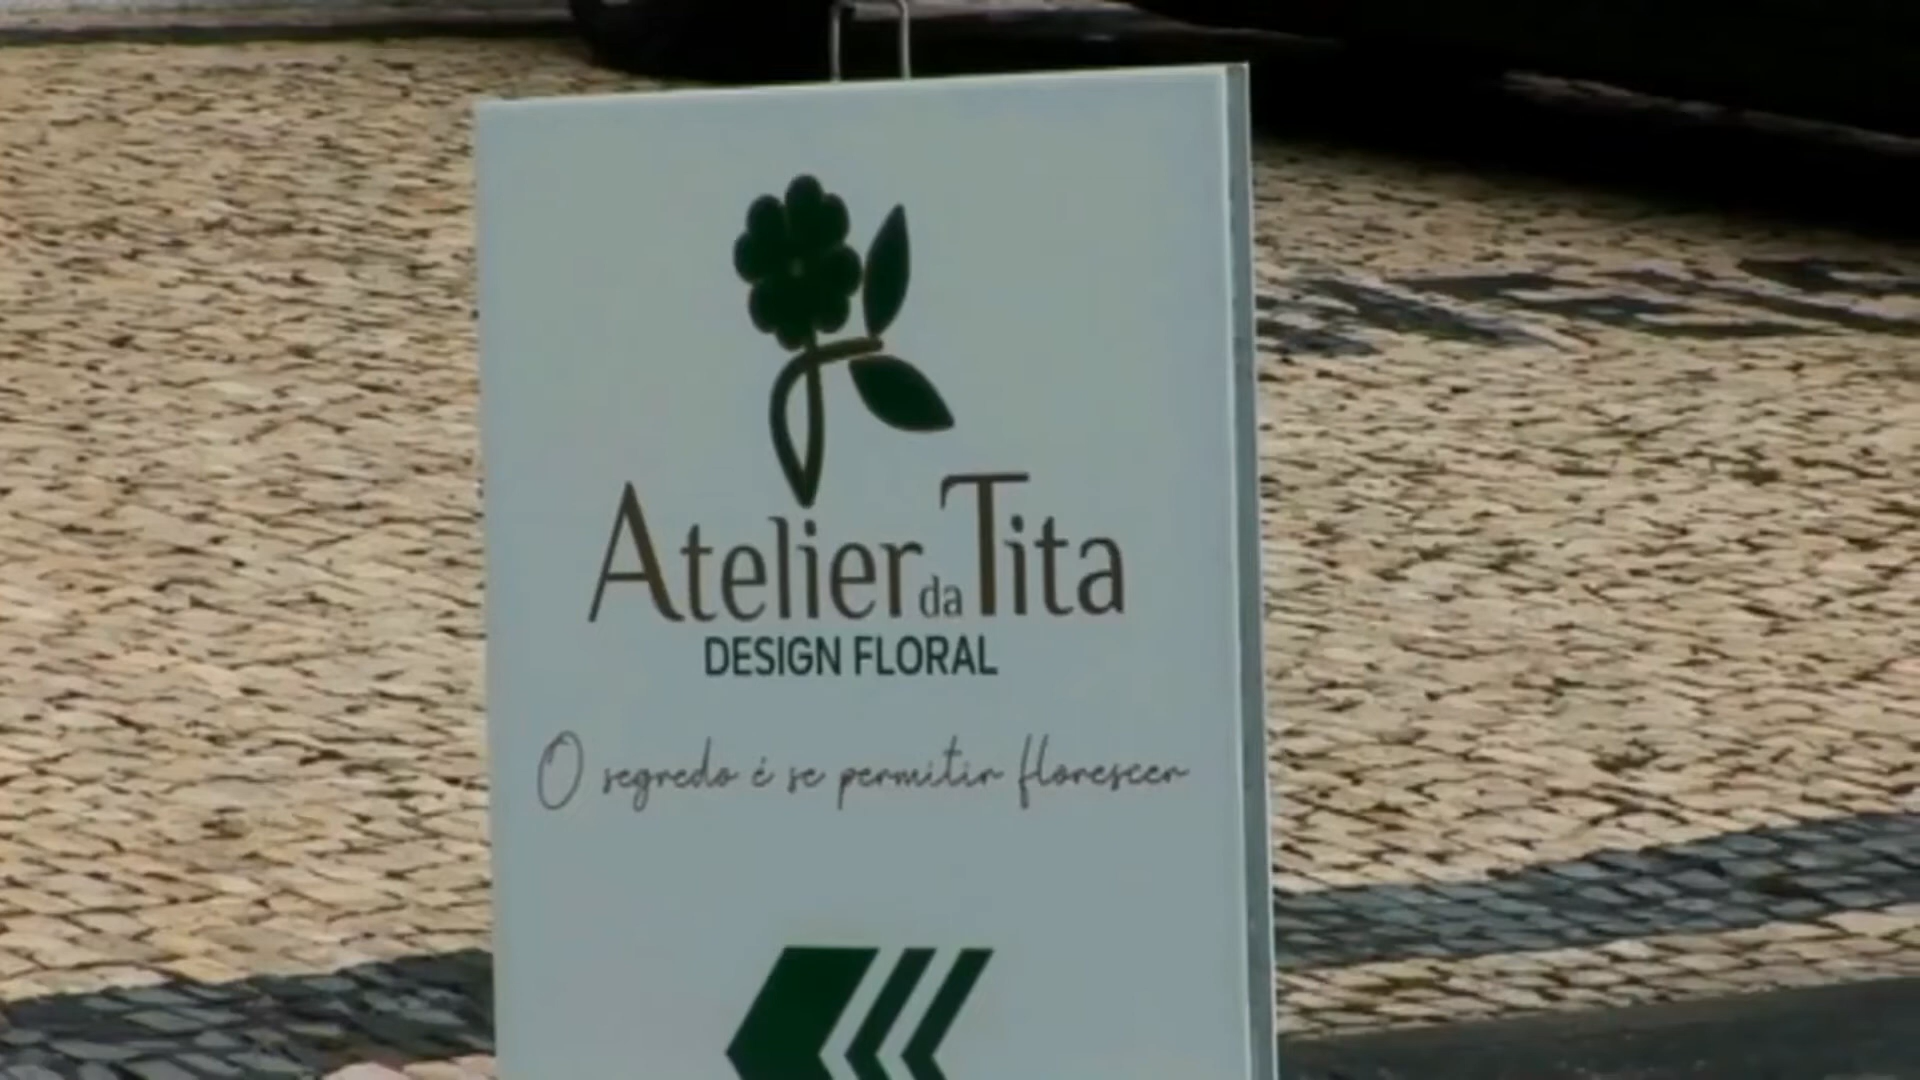 Atelier da Tita
DESIGN FLORAL
O segredo é se permitir florescer